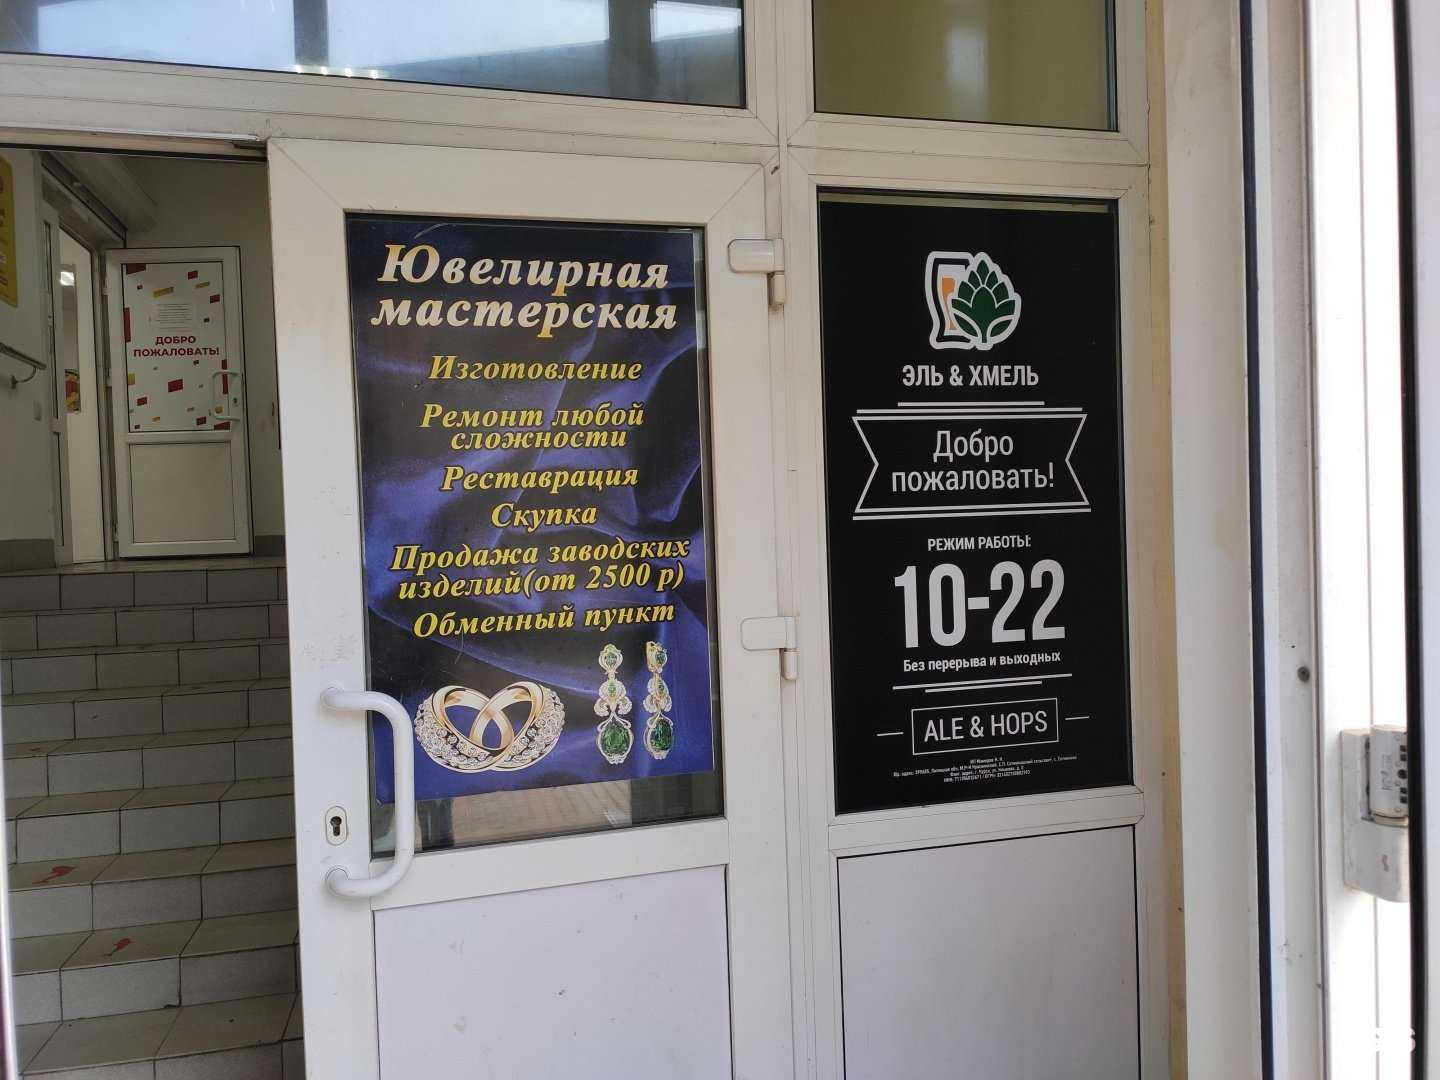 ДОБРО
ПОЖАЛОВАТЬ!
Ювелирная
мастерская
Изготовление
Ремонт любой
сложности
Реставрация
Скупка
Продажа заводских
изделий(от 2500 р)
Обменный пункт
ЭЛЬ & ХМЕЛЬ
Добро
пожаловать!
РЕЖИМ РАБОТЫ:
10-22
Без перерыва и выходных
ALE & HOPS